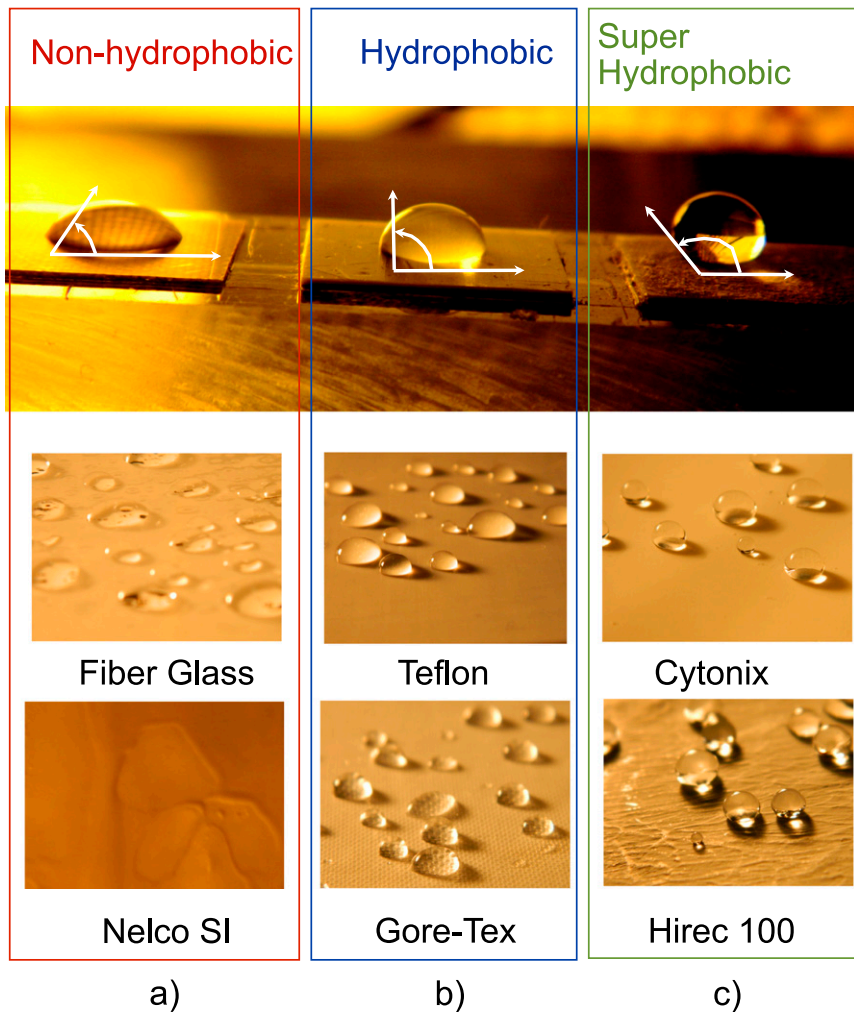 Non-hydrophobic
Hydrophobic
Super
Hydrophobic
Fiber Glass
Teflon
Cytonix
Nelco SI
Gore-Tex
Hirec 100
a)
b)
c)